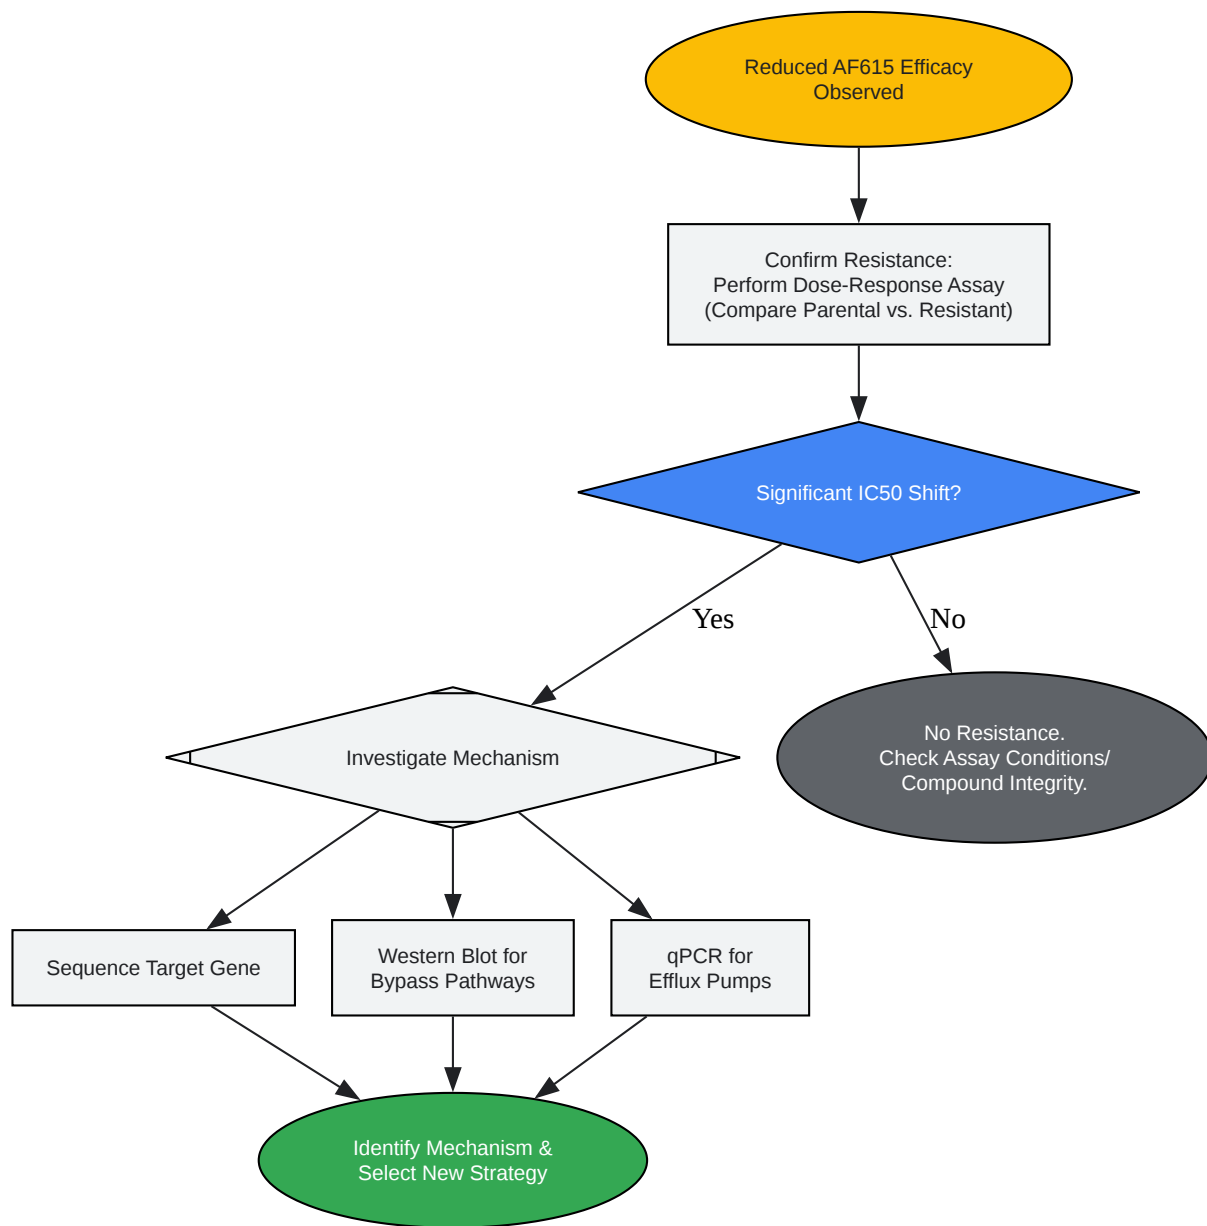 Reduced AF615 Efficacy
Observed
Confirm Resistance:
Perform Dose-Response Assay
(Compare Parental vs. Resistant)
Significant IC50 Shift?
Yes
No
Investigate Mechanism
No Resistance.
Check Assay Conditions/
Compound Integrity.
Sequence Target Gene
Western Blot for
Bypass Pathways
qPCR for
Efflux Pumps
Identify Mechanism &
Select New Strategy